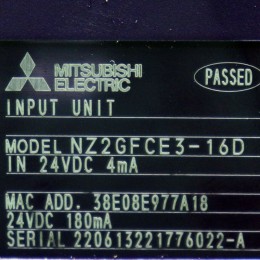 MITSUBISHI
ELECTRIC
PASSED
INPUT UNIT
MODEL NZ2GFCE3-16D
IN 24VDC 4mA
MAC ADD. 38E08E977A18
24VDC 180mA
SERIAL 220613221776022-A